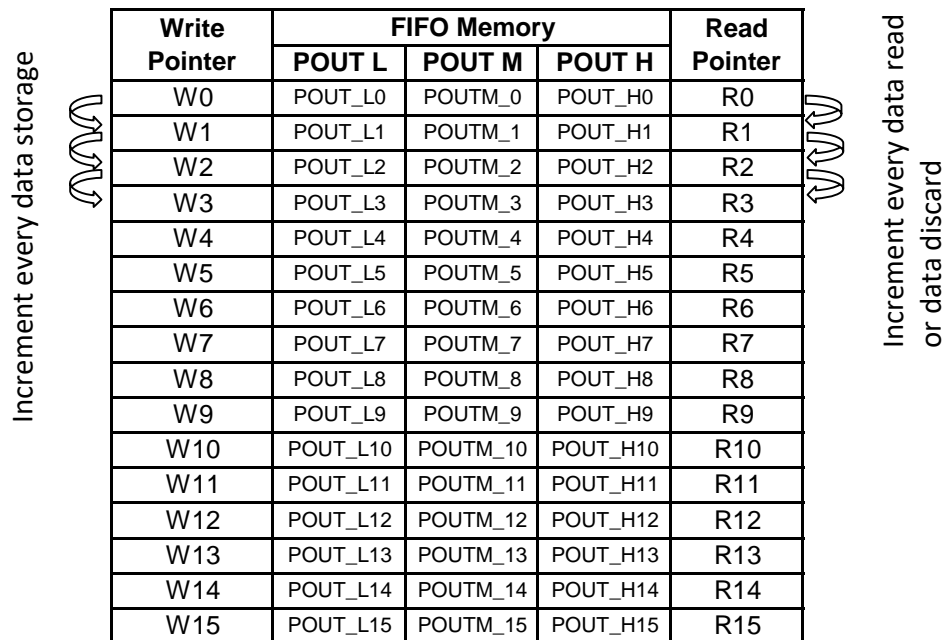 Increment every data storage
Write Pointer FIFO Memory Read Pointer
POUT L POUT M POUT H
W0 POUT_L0 POUTM_0 POUT_H0 R0
W1 POUT_L1 POUTM_1 POUT_H1 R1
W2 POUT_L2 POUTM_2 POUT_H2 R2
W3 POUT_L3 POUTM_3 POUT_H3 R3
W4 POUT_L4 POUTM_4 POUT_H4 R4
W5 POUT_L5 POUTM_5 POUT_H5 R5
W6 POUT_L6 POUTM_6 POUT_H6 R6
W7 POUT_L7 POUTM_7 POUT_H7 R7
W8 POUT_L8 POUTM_8 POUT_H8 R8
W9 POUT_L9 POUTM_9 POUT_H9 R9
W10 POUT_L10 POUTM_10 POUT_H10 R10
W11 POUT_L11 POUTM_11 POUT_H11 R11
W12 POUT_L12 POUTM_12 POUT_H12 R12
W13 POUT_L13 POUTM_13 POUT_H13 R13
W14 POUT_L14 POUTM_14 POUT_H14 R14
W15 POUT_L15 POUTM_15 POUT_H15 R15
Increment every data read
or data discard